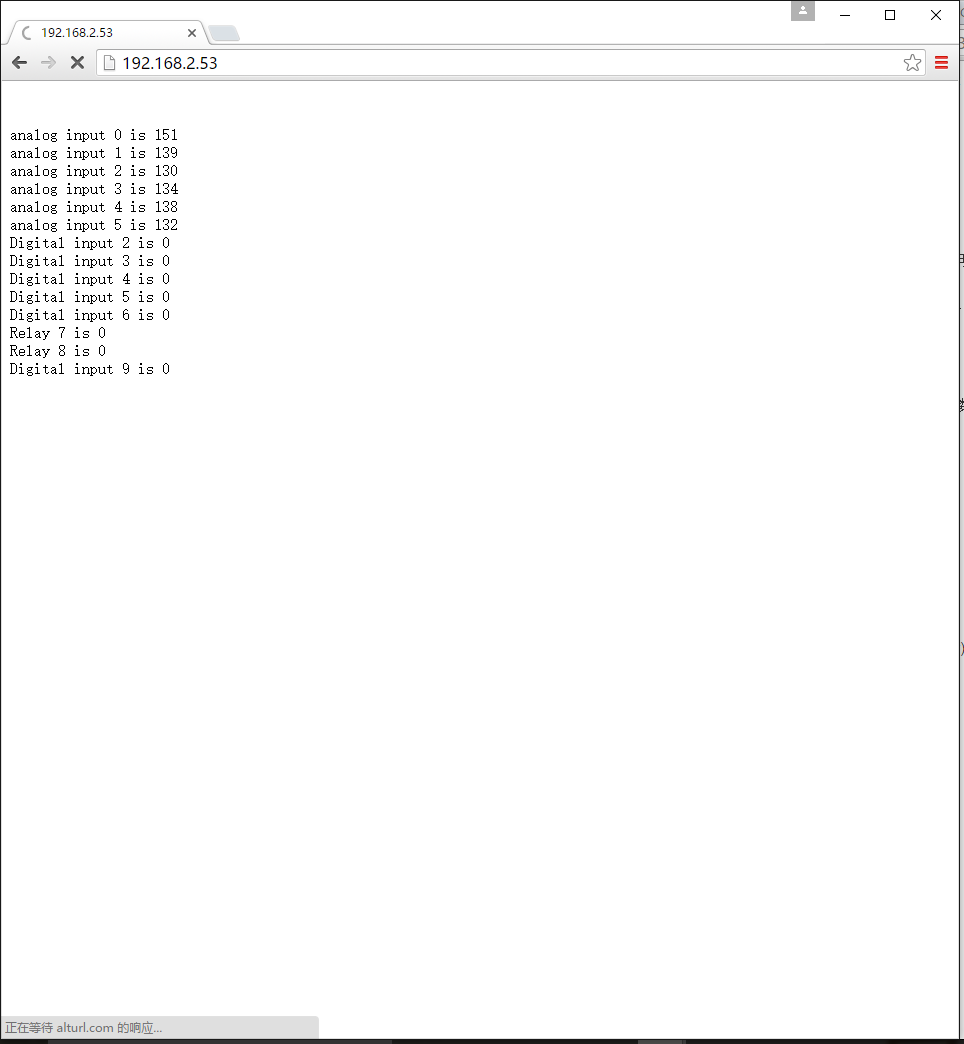 192.168.2.53
192.168.2.53
analog input 0 is 151
analog input 1 is 139
analog input 2 is 130
analog input 3 is 134
analog input 4 is 138
analog input 5 is 132
Digital input 2 is 0
Digital input 3 is 0
Digital input 4 is 0
Digital input 5 is 0
Digital input 6 is 0
Relay 7 is 0
Relay 8 is 0
Digital input 9 is 0
正在等待 alturl.com 的响应...